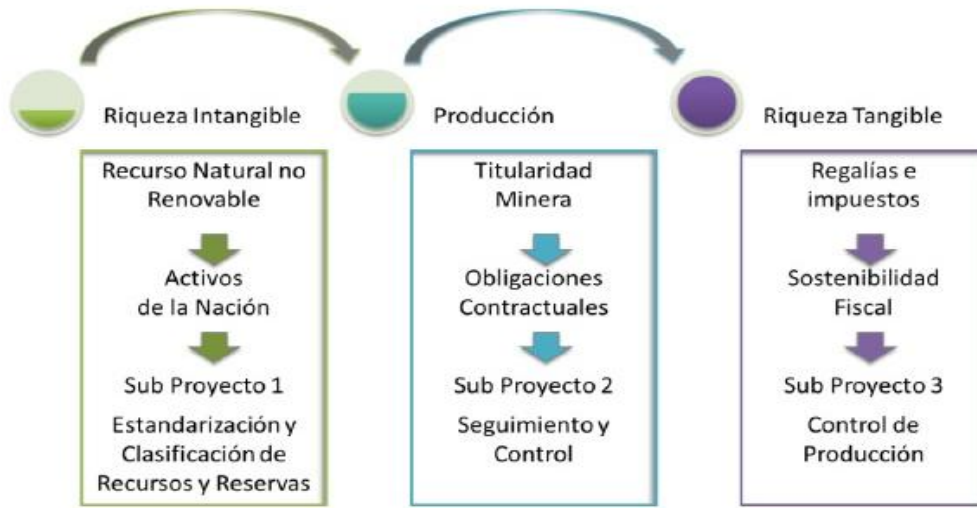 Riqueza Intangible
Recurso Natural no
Renovable
Activos
de la Nación
Sub Proyecto 1
Estandarización y
Clasificación de
Recursos y Reservas
Producción
Titularidad
Minera
Obligaciones
Contractuales
Sub Proyecto 2
Seguimiento y
Control
Riqueza Tangible
Regalías e
impuestos
Sostenibilidad
Fiscal
Sub Proyecto 3
Control de
Producción